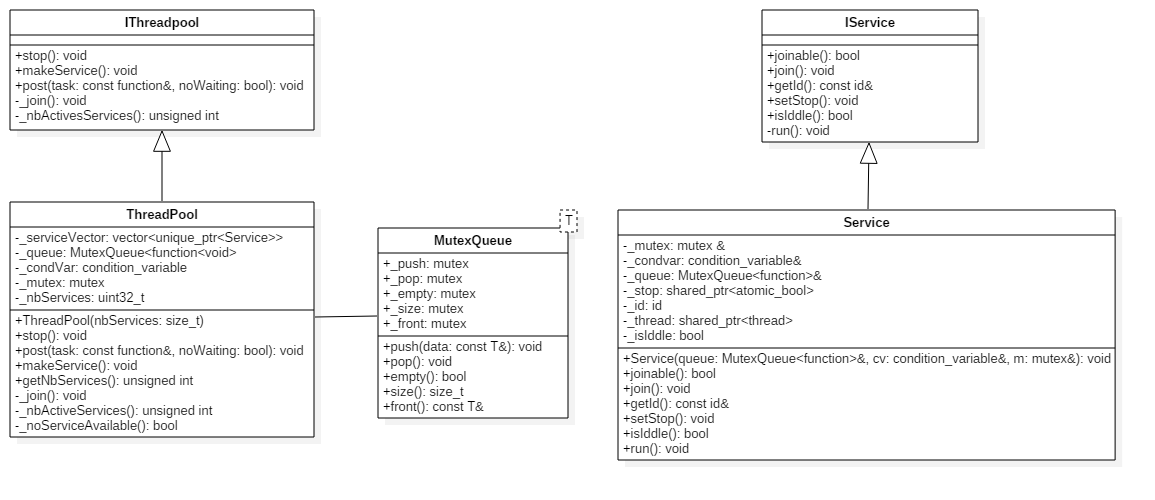 IThreadpool
+stop(): void
+makeService(): void
+post(task: const function&, noWaiting: bool): void
-_join(): void
-_nbActivesServices(): unsigned int
IService
+joinable(): bool
+join(): void
+getId(): const id&
+setStop(): void
+isIddle(): bool
-run(): void
ThreadPool
-_serviceVector: vector<unique_ptr<Service>>
-_queue: MutexQueue<function<void>
-_condVar: condition_variable
-_mutex: mutex
-_nbServices: uint32_t
+ThreadPool(nbServices: size_t)
+stop(): void
+post(task: const function&, noWaiting: bool): void
+makeService(): void
+getNbServices(): unsigned int
-_join(): void
-_nbActiveServices(): unsigned int
-_noServiceAvailable(): bool
T
MutexQueue
+_push: mutex
+_pop: mutex
+_empty: mutex
+_size: mutex
+_front: mutex
+push(data: const T&): void
+pop(): void
+empty(): bool
+size(): size_t
+front(): const T&
Service
-_mutex: mutex &
-_condvar: condition_variable&
-_queue: MutexQueue<function>&
-_stop: shared_ptr<atomic_bool>
-_id: id
-_thread: shared_ptr<thread>
-_isIddle: bool
+Service(queue: MutexQueue<function>&, cv: condition_variable&, m: mutex&): void
+joinable(): bool
+join(): void
+getId(): const id&
+setStop(): void
+isIddle(): bool
+run(): void